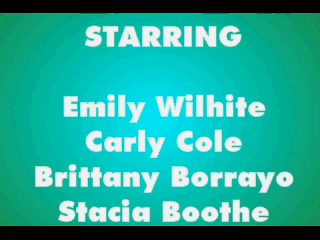 STARRING
Emily Wilhite
Carly Cole
Brittany Borrayo
Stacia Boothe